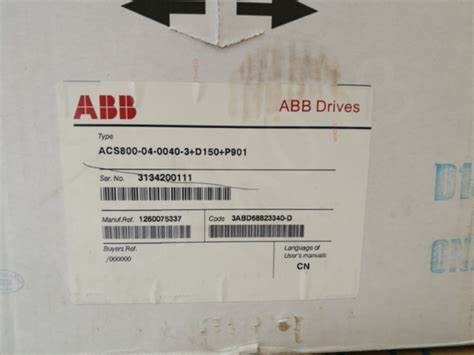 ABB
ABB Drives
Type
ACS800-04-0040-3+D150+P901
Ser. No. 3134200111
Manuf.Ref. 1260075337 Code 3ABD68823340-D
Buyers Ref. Language of
/000000 User's manuals
CN